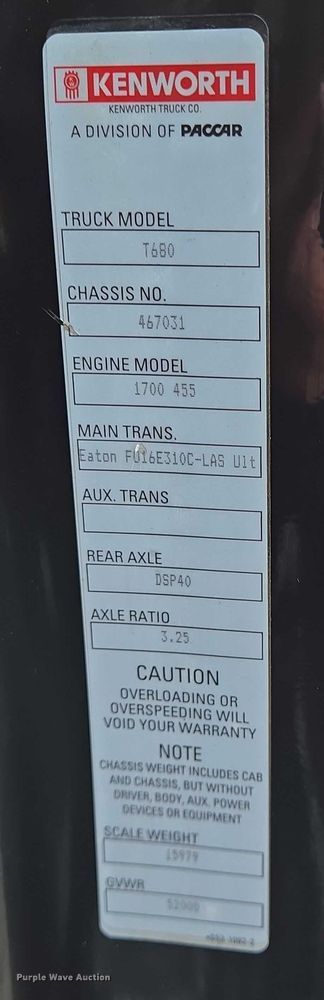 KENWORTH
KENWORTH TRUCK CO.
A DIVISION OF PACCAR
TRUCK MODEL
T680
CHASSIS NO.
467031
ENGINE MODEL
1700 455
MAIN TRANS.
Eaton FO16E310C-LAS Ult
AUX. TRANS
REAR AXLE
DSP40
AXLE RATIO
3.25
CAUTION
OVERLOADING OR
OVERSPEEDING WILL
VOID YOUR WARRANTY
NOTE
CHASSIS WEIGHT INCLUDES CAB
AND CHASSIS, BUT WITHOUT
DRIVER, BODY, AUX. POWER
DEVICES OR EQUIPMENT
SCALE WEIGHT
15979
GVWR
52000
Purple Wave Auction